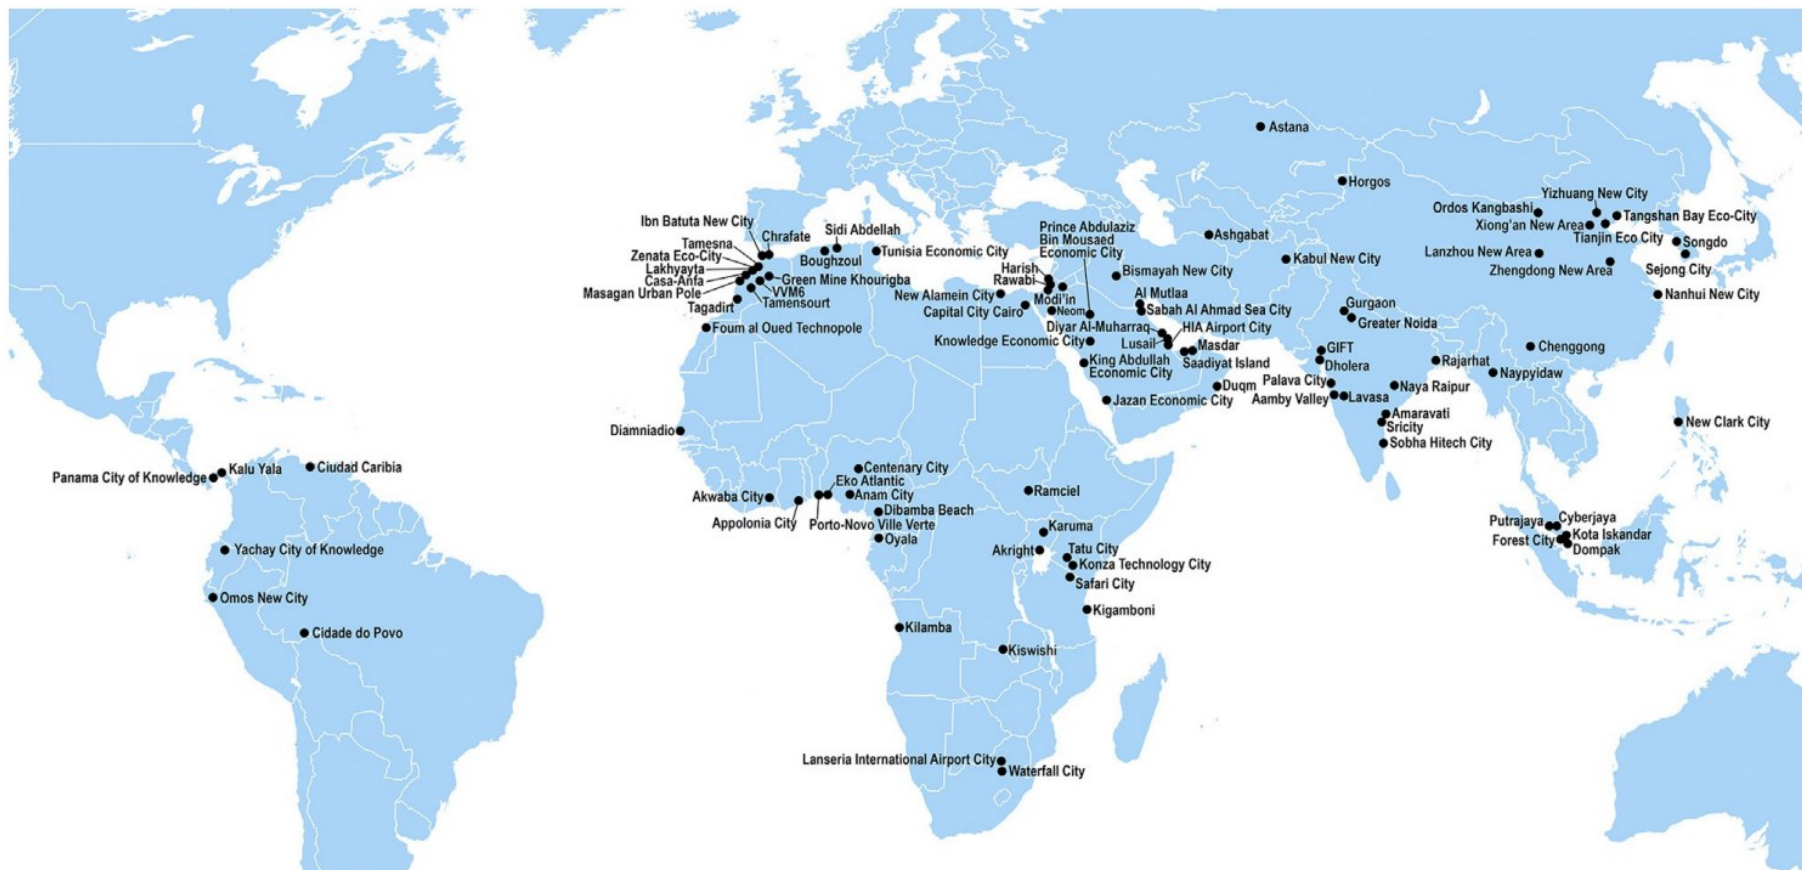 Astana
Horgos
Yizhuang New City
Ordos Kangbashi
Tangshan Bay Eco-City
Xiong'an New Area
Tianjin Eco City
Songdo
Lanzhou New Area
Sejong City
Zhengdong New Area
Nanhui New City
Ibn Batuta New City
Chrafate
Sidi Abdellah
Tamesna
Zenata Eco-City
Boughzoul
Tunisia Economic City
Lakhyayta
Casa-Anfa
Green Mine Khourigba
Masagan Urban Pole
VVM6
Tamensourt
Tagadirt
Foum al Oued Technopole
Prince Abdulaziz
Bin Mousaed
Economic City
Ashgabat
Kabul New City
Harish
Rawabi
Bismayah New City
New Alamein City
Modi'in
Al Mutlaa
Capital City Cairo
Neom
Sabah Al Ahmad Sea City
Gurgaon
Greater Noida
Diyar Al-Muharraq
HIA Airport City
Knowledge Economic City
Lusail
Masdar
Saadiyat Island
King Abdullah
Economic City
GIFT
Dholera
Rajarhat
Chenggong
Naypyidaw
Palava City
Naya Raipur
Duqm
Aamby Valley
Lavasa
Jazan Economic City
Amaravati
Sricity
Sobha Hitech City
New Clark City
Diamniadio
Kalu Yala
Ciudad Caribia
Panama City of Knowledge
Centenary City
Eko Atlantic
Akwaba City
Anam City
Ramciel
Appolonia City
Dibamba Beach
Porto-Novo Ville Verte
Oyala
Karuma
Putrajaya
Cyberjaya
Kota Iskandar
Forest City
Dompak
Yachay City of Knowledge
Akright
Tatu City
Konza Technology City
Safari City
Omos New City
Kigamboni
Cidade do Povo
Kilamba
Kiswishi
Lanseria International Airport City
Waterfall City